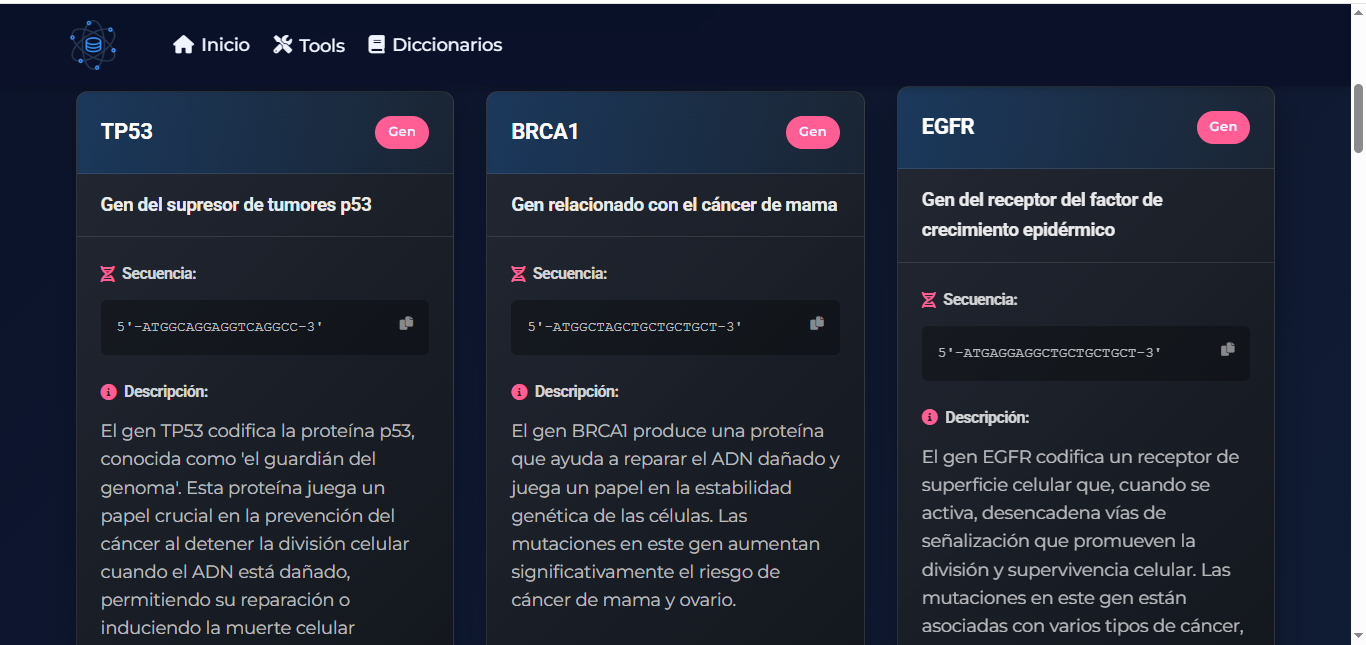 Inicio Tools Diccionarios
TP53
Gen
Gen del supresor de tumores p53
Secuencia:
5'-ATGGCAGGAGGTCAGGCC-3'
Descripción:
El gen TP53 codifica la proteína p53,
conocida como 'el guardián del
genoma'. Esta proteína juega un
papel crucial en la prevención del
cáncer al detener la división celular
cuando el ADN está dañado,
permitiendo su reparación o
induciendo la muerte celular
BRCA1
Gen
Gen relacionado con el cáncer de mama
Secuencia:
5'-ATGGCTAGCTGCTGCTGCT-3'
Descripción:
El gen BRCA1 produce una proteína
que ayuda a reparar el ADN dañado y
juega un papel en la estabilidad
genética de las células. Las
mutaciones en este gen aumentan
significativamente el riesgo de
cáncer de mama y ovario.
EGFR
Gen
Gen del receptor del factor de
crecimiento epidérmico
Secuencia:
5'-ATGAGGAGGCTGCTGCTGCT-3'
Descripción:
El gen EGFR codifica un receptor de
superficie celular que, cuando se
activa, desencadena vías de
señalización que promueven la
división y supervivencia celular. Las
mutaciones en este gen están
asociadas con varios tipos de cáncer,